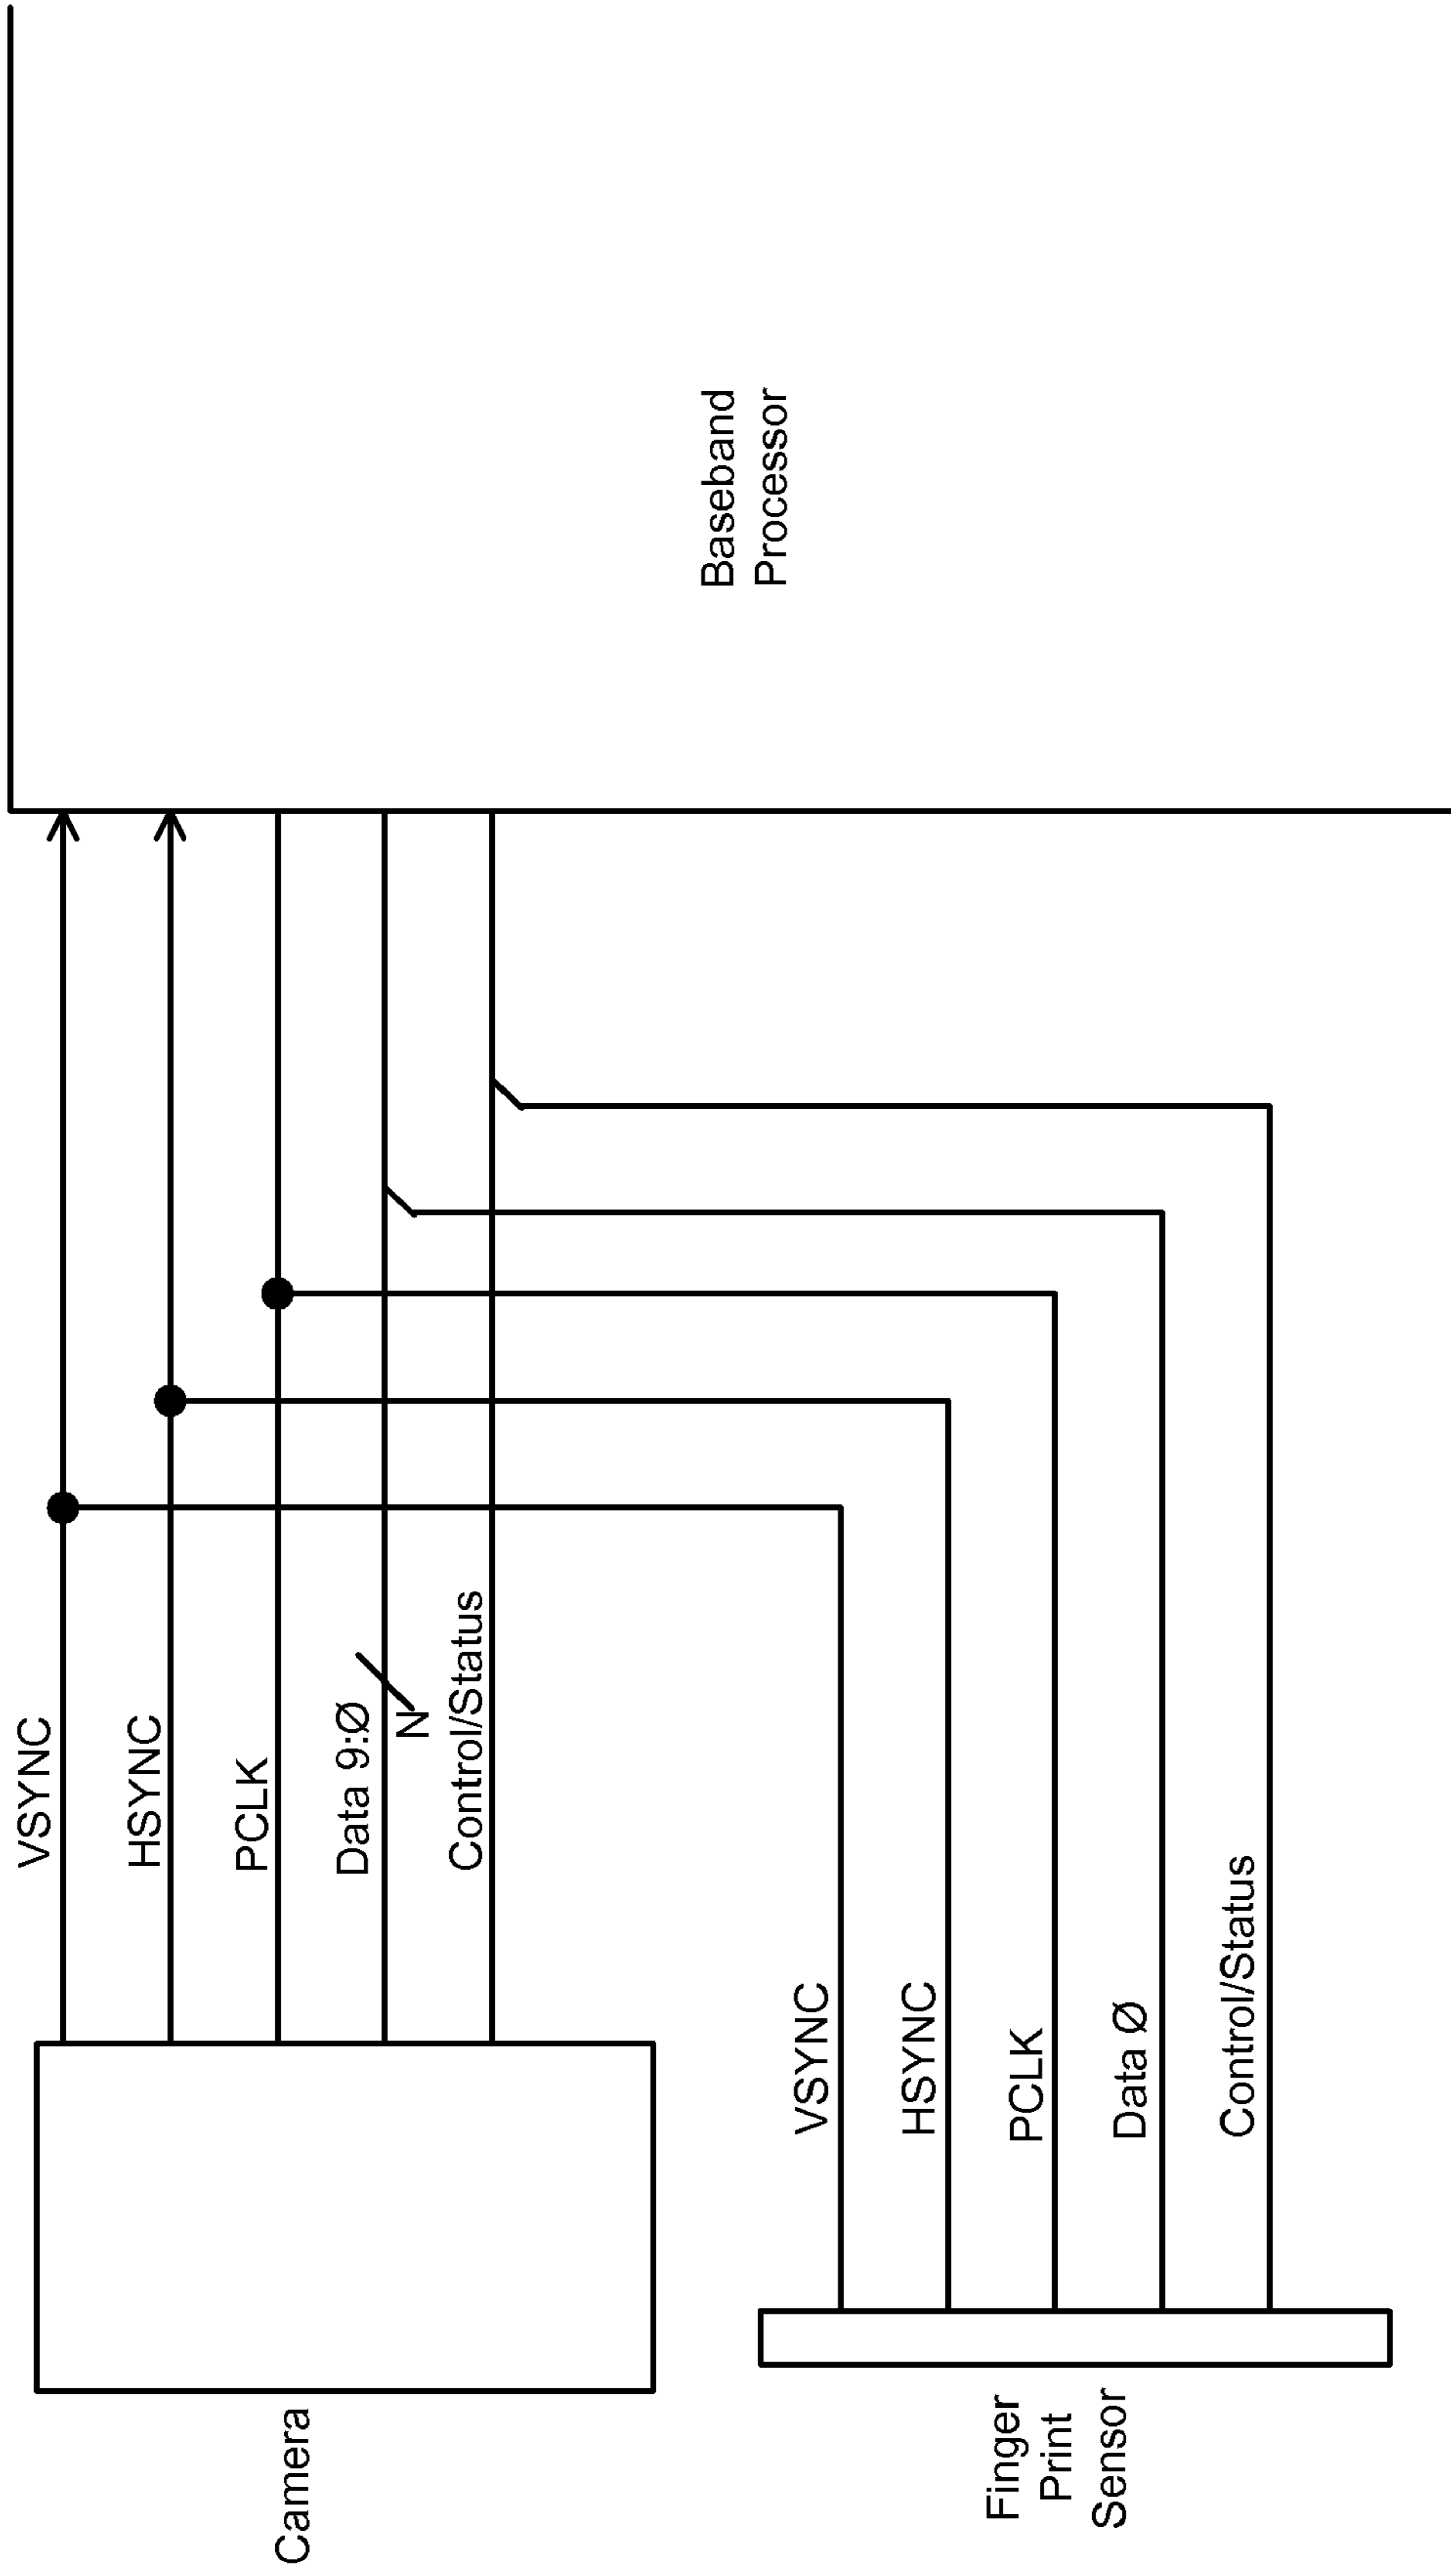 Camera
VSYNC
HSYNC
PCLK
Data 9:Ø
N
Control/Status
Baseband
Processor
Finger
Print
Sensor
VSYNC
HSYNC
PCLK
Data Ø
Control/Status